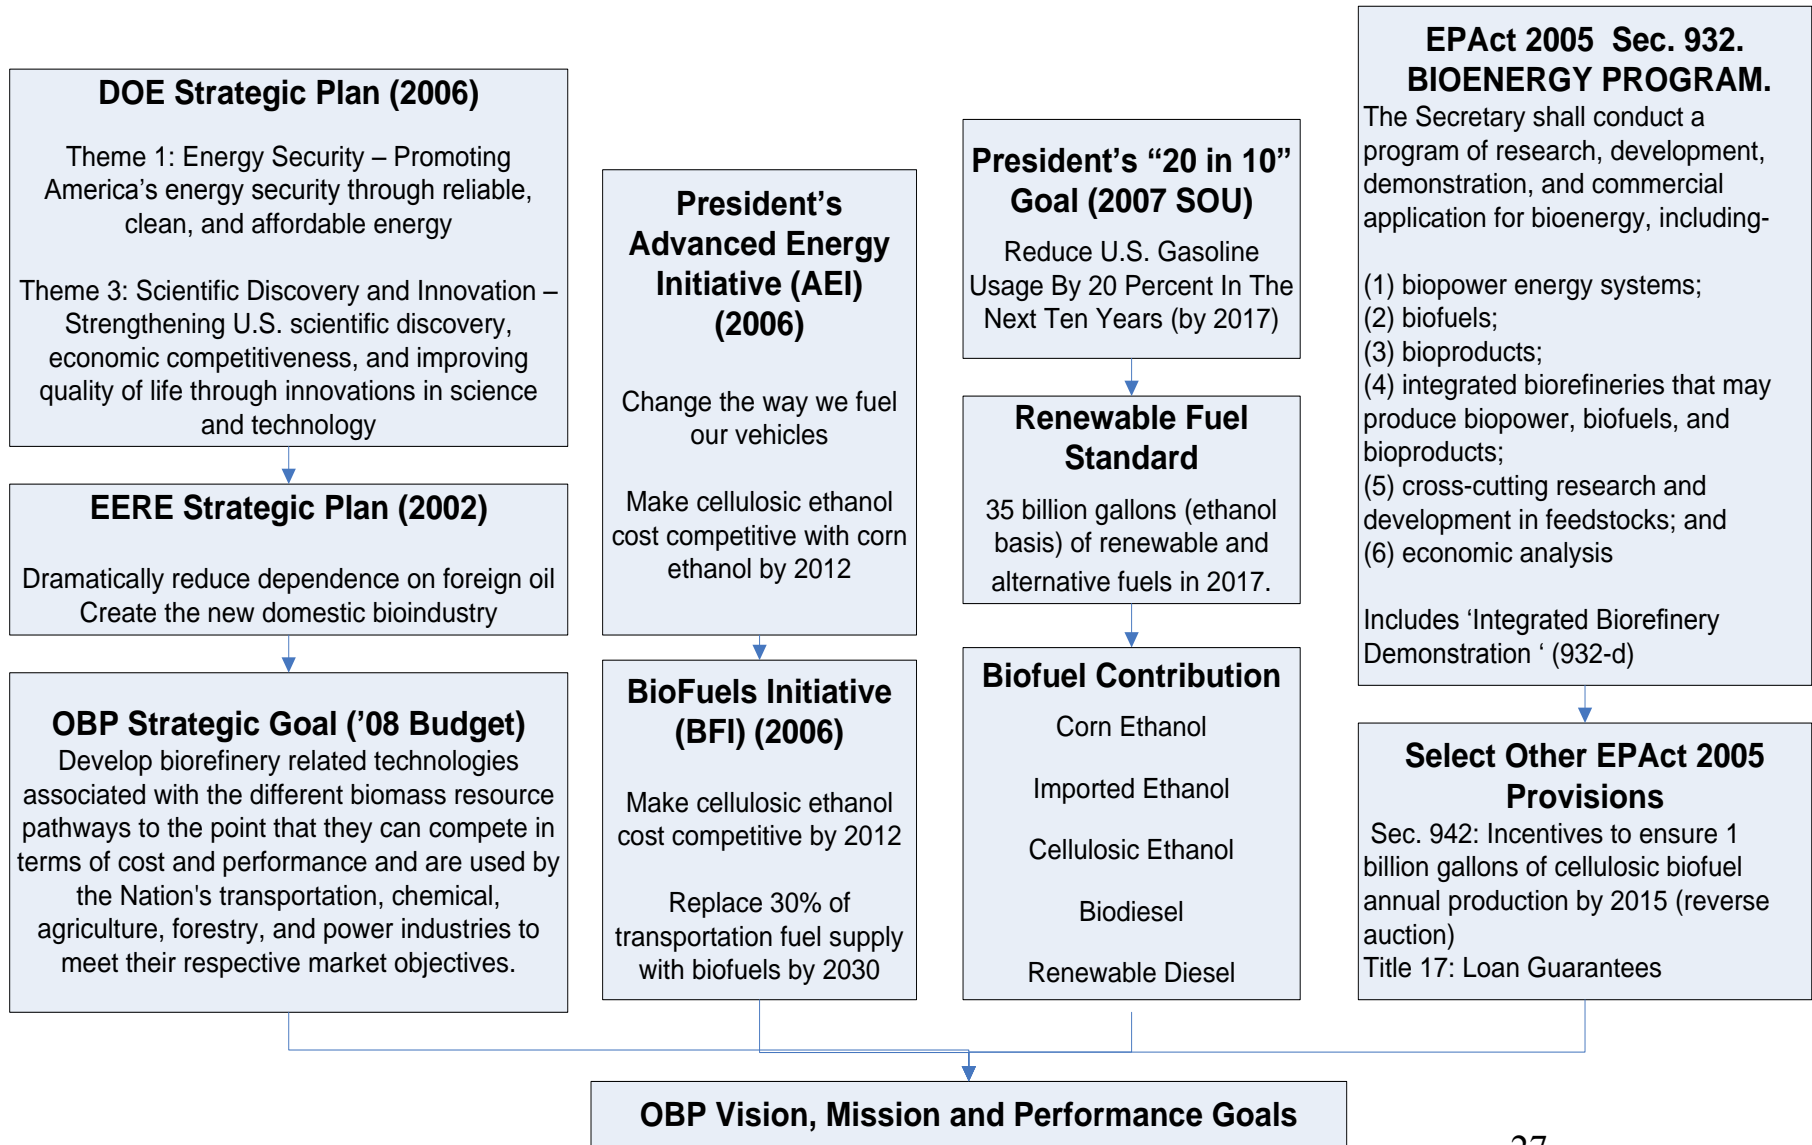 DOE Strategic Plan (2006)
Theme 1: Energy Security – Promoting
America’s energy security through reliable,
clean, and affordable energy
Theme 3: Scientific Discovery and Innovation –
Strengthening U.S. scientific discovery,
economic competitiveness, and improving
quality of life through innovations in science
and technology
EERE Strategic Plan (2002)
Dramatically reduce dependence on foreign oil
Create the new domestic bioindustry
OBP Strategic Goal (’08 Budget)
Develop biorefinery related technologies
associated with the different biomass resource
pathways to the point that they can compete in
terms of cost and performance and are used by
the Nation's transportation, chemical,
agriculture, forestry, and power industries to
meet their respective market objectives.
President’s
Advanced Energy
Initiative (AEI)
(2006)
Change the way we fuel
our vehicles
Make cellulosic ethanol
cost competitive with corn
ethanol by 2012
BioFuels Initiative
(BFI) (2006)
Make cellulosic ethanol
cost competitive by 2012
Replace 30% of
transportation fuel supply
with biofuels by 2030
President’s “20 in 10”
Goal (2007 SOU)
Reduce U.S. Gasoline
Usage By 20 Percent In The
Next Ten Years (by 2017)
Renewable Fuel
Standard
35 billion gallons (ethanol
basis) of renewable and
alternative fuels in 2017.
Biofuel Contribution
Corn Ethanol
Imported Ethanol
Cellulosic Ethanol
Biodiesel
Renewable Diesel
EPAct 2005 Sec. 932.
BIOENERGY PROGRAM.
The Secretary shall conduct a
program of research, development,
demonstration, and commercial
application for bioenergy, including-
(1) biopower energy systems;
(2) biofuels;
(3) bioproducts;
(4) integrated biorefineries that may
produce biopower, biofuels, and
bioproducts;
(5) cross-cutting research and
development in feedstocks; and
(6) economic analysis
Includes ‘Integrated Biorefinery
Demonstration ‘ (932-d)
Select Other EPAct 2005
Provisions
Sec. 942: Incentives to ensure 1
billion gallons of cellulosic biofuel
annual production by 2015 (reverse
auction)
Title 17: Loan Guarantees
OBP Vision, Mission and Performance Goals
27